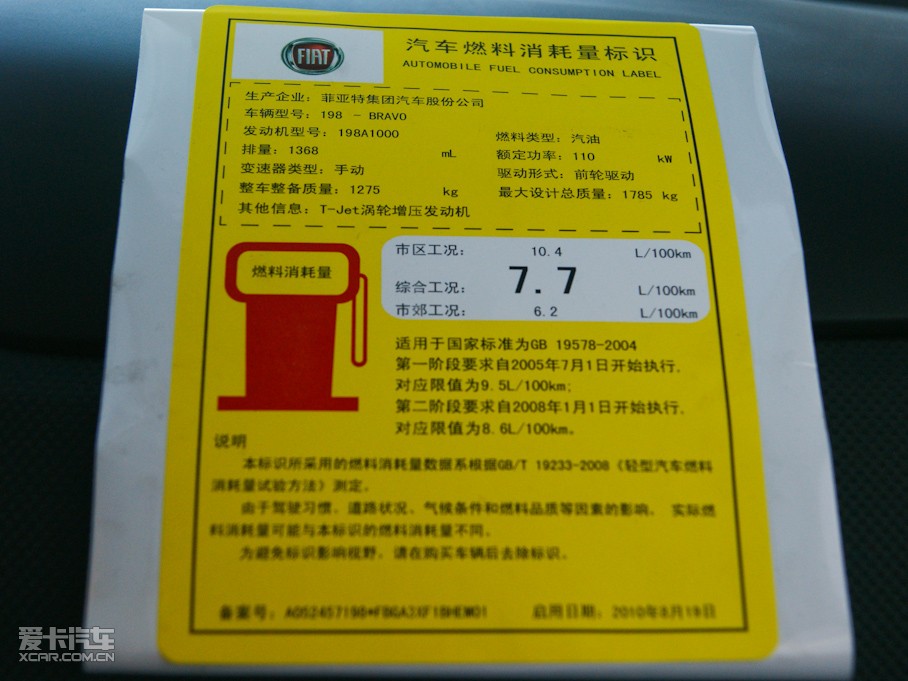 FIAT
汽车燃料消耗量标识
AUTOMOBILE FUEL CONSUMPTION LABEL
生产企业：菲亚特集团汽车股份公司
车辆型号：198 - BRAVO
发动机型号：198A1000
燃料类型：汽油
排量：1368 mL
额定功率：110 kW
变速器类型：手动
驱动形式：前轮驱动
整车整备质量：1275 kg
最大设计总质量：1785 kg
其他信息：T-Jet涡轮增压发动机
燃料消耗量
市区工况： 10.4 L/100km
综合工况： 7.7 L/100km
市郊工况： 6.2 L/100km
适用于国家标准为GB 19578-2004
第一阶段要求自2005年7月1日开始执行，
对应限值为9.5L/100km；
第二阶段要求自2008年1月1日开始执行，
对应限值为8.6L/100km。
说明
本标识所采用的燃料消耗量数据系根据GB/T 19233-2008《轻型汽车燃料
消耗量试验方法》测定。
由于驾驶习惯、道路状况、气候条件和燃料品质等因素的影响， 实际燃
料消耗量可能与本标识的燃料消耗量不同。
为避免标识影响视野，请在购买车辆后去除标识。
备案号： 启用日期：2010年8月19日
爱卡汽车
XCAR.COM.CN